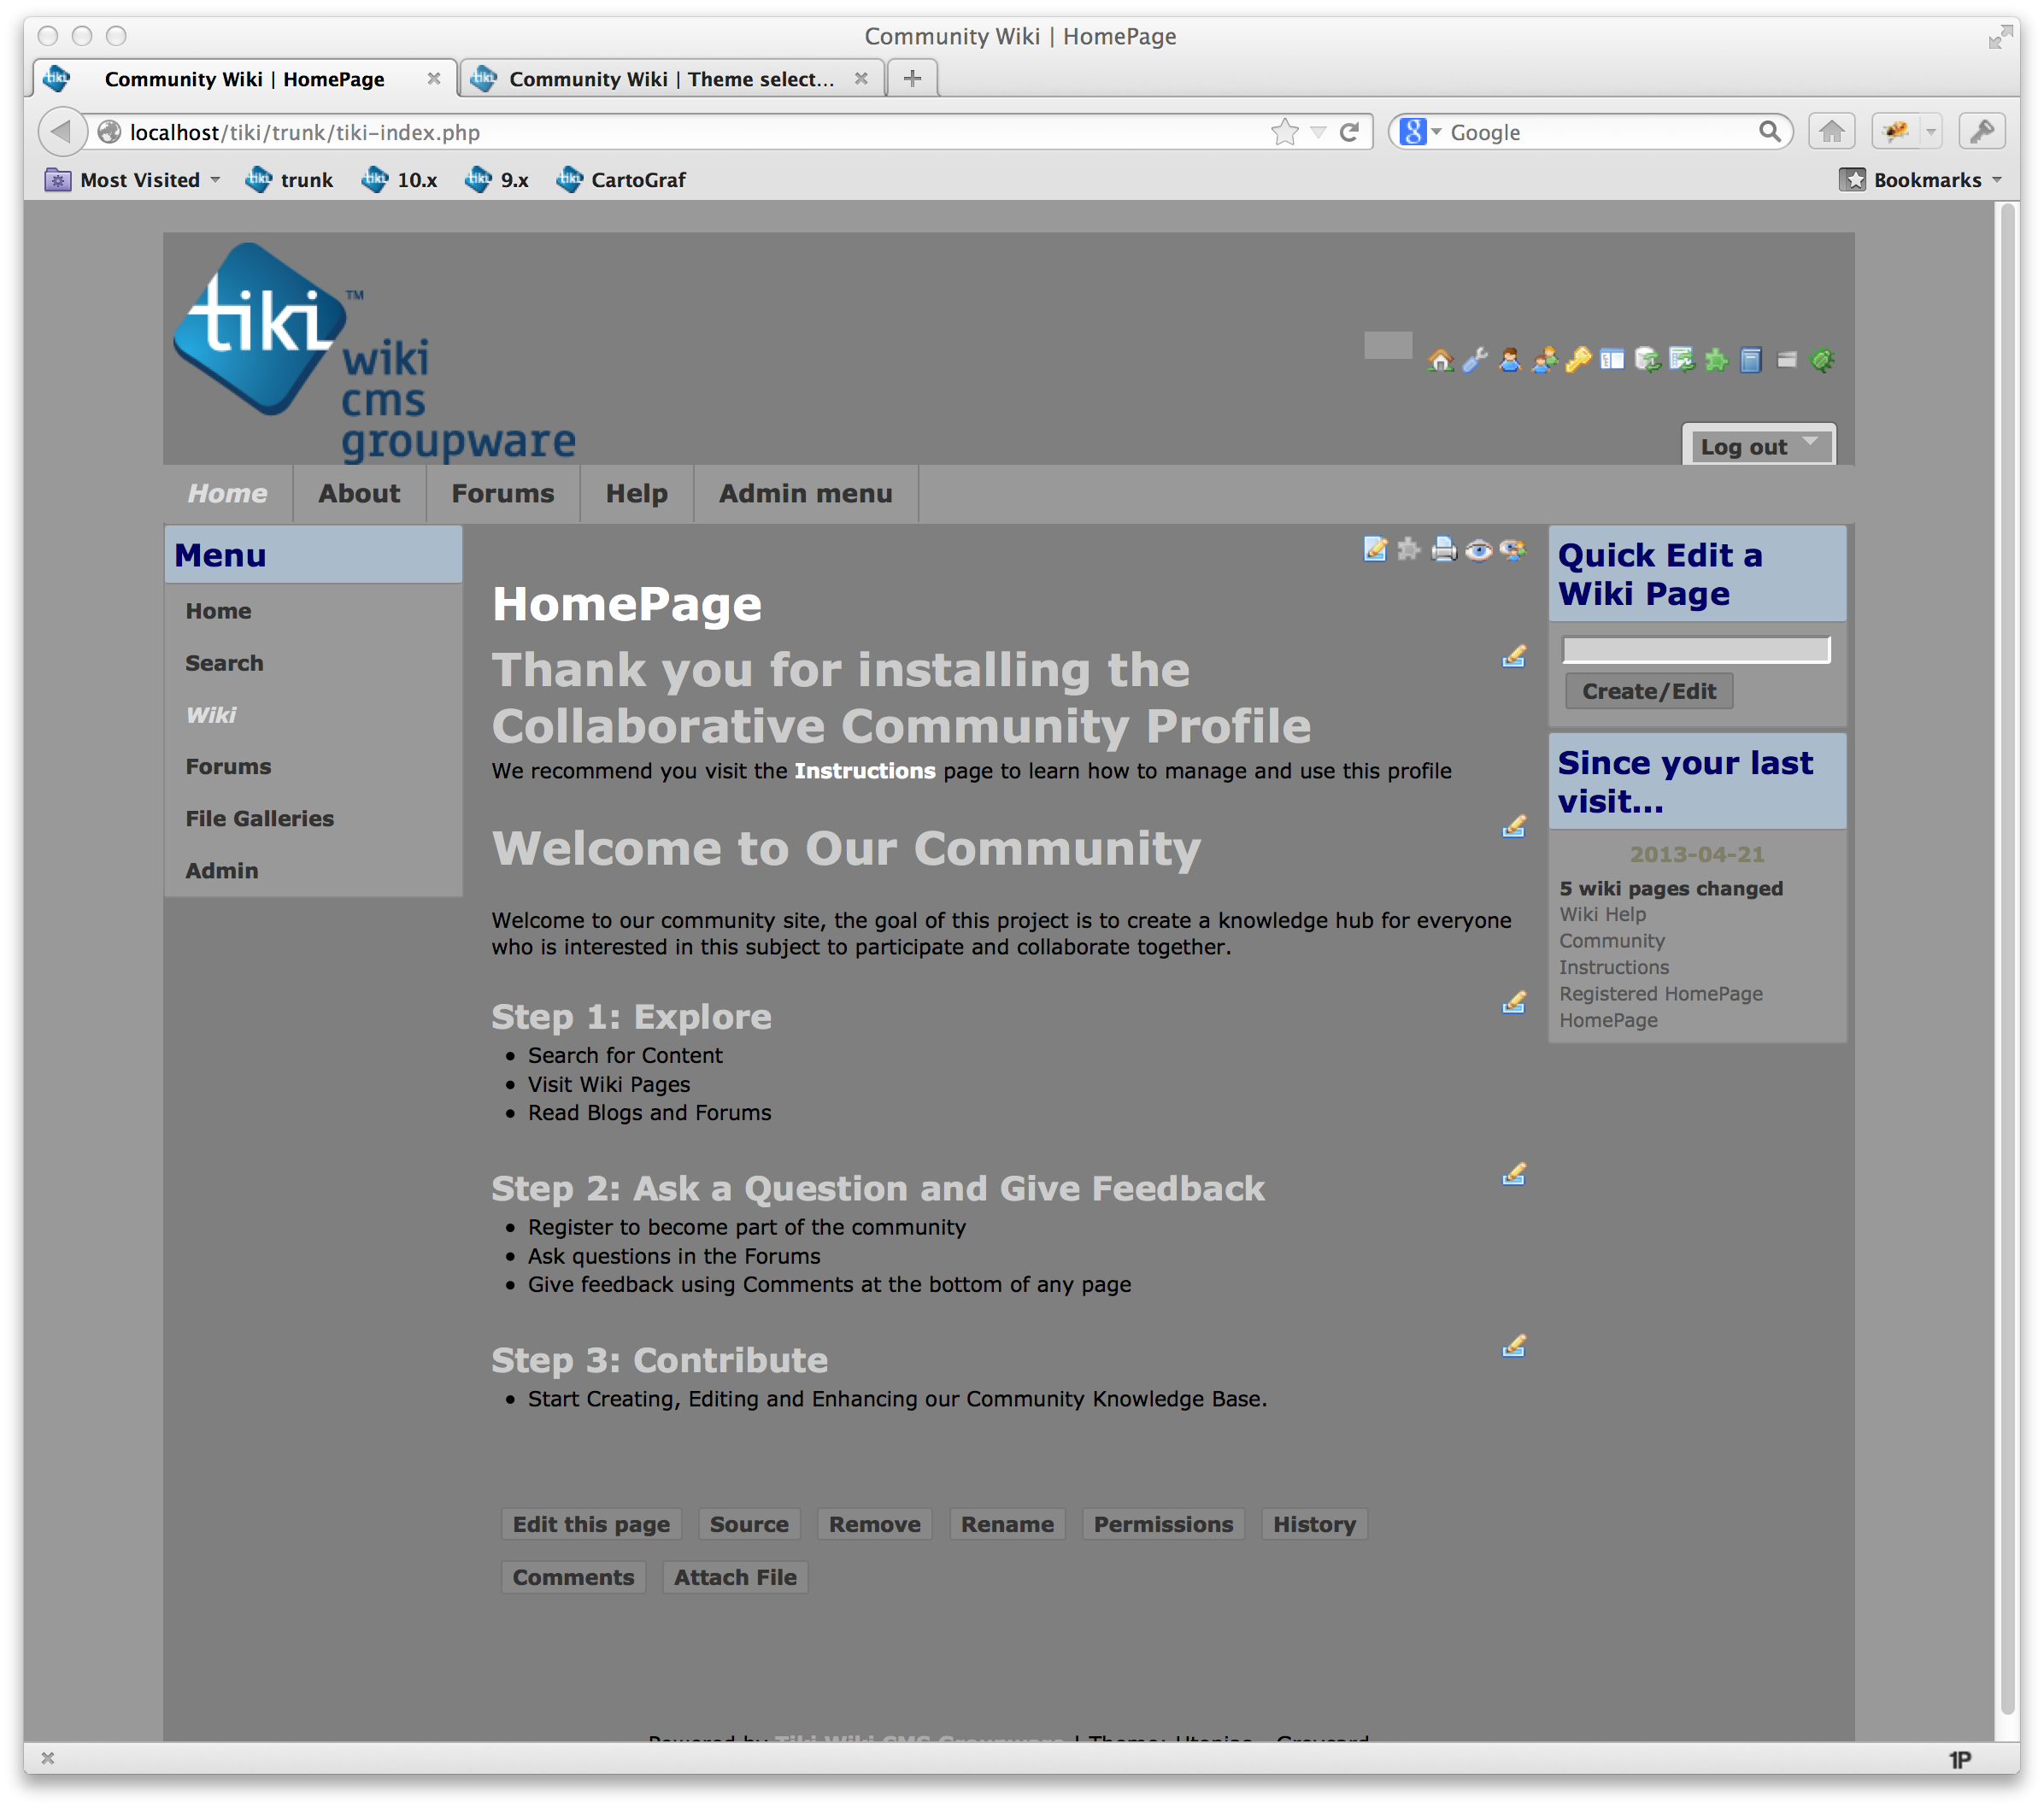 Community Wiki | HomePage
Community Wiki | HomePage
Community Wiki | Theme select...
localhost/tiki/trunk/tiki-index.php
Google
Most Visited
trunk
10.x
9.x
CartoGraf
Bookmarks
tiki™
wiki
cms
groupware
Log out
Home
About
Forums
Help
Admin menu
Menu
Home
Search
Wiki
Forums
File Galleries
Admin
HomePage
Thank you for installing the
Collaborative Community Profile
We recommend you visit the Instructions page to learn how to manage and use this profile
Welcome to Our Community
Welcome to our community site, the goal of this project is to create a knowledge hub for everyone
who is interested in this subject to participate and collaborate together.
Step 1: Explore
Search for Content
Visit Wiki Pages
Read Blogs and Forums
Step 2: Ask a Question and Give Feedback
Register to become part of the community
Ask questions in the Forums
Give feedback using Comments at the bottom of any page
Step 3: Contribute
Start Creating, Editing and Enhancing our Community Knowledge Base.
Edit this page
Source
Remove
Rename
Permissions
History
Comments
Attach File
Quick Edit a
Wiki Page
Create/Edit
Since your last
visit...
2013-04-21
5 wiki pages changed
Wiki Help
Community
Instructions
Registered HomePage
HomePage
Powered by Tiki Wiki CMS Groupware | Theme: Utopias
1P